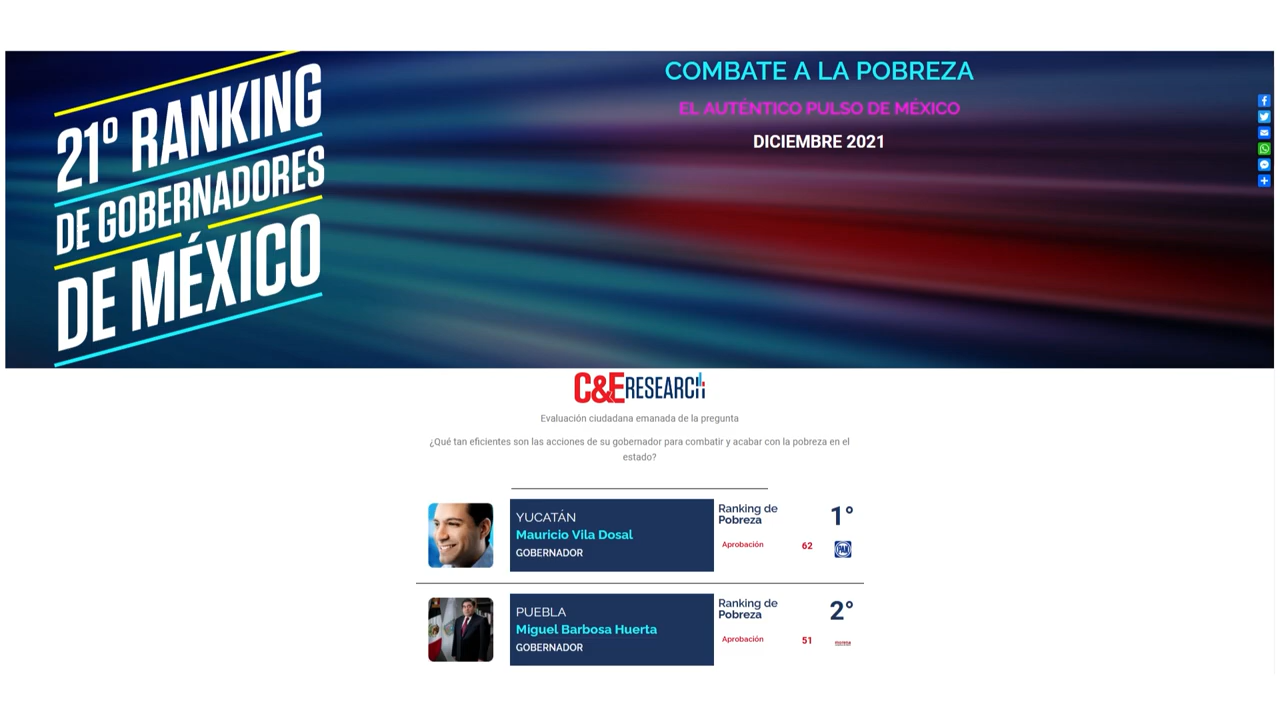 21º RANKING
DE GOBERNADORES
DE MÉXICO
COMBATE A LA POBREZA
EL AUTÉNTICO PULSO DE MÉXICO
DICIEMBRE 2021
C&E RESEARCH
Evaluación ciudadana emanada de la pregunta
¿Qué tan eficientes son las acciones de su gobernador para combatir y acabar con la pobreza en el
estado?
YUCATÁN
Mauricio Vila Dosal
GOBERNADOR
Ranking de
Pobreza
1°
Aprobación 62
PAN
PUEBLA
Miguel Barbosa Huerta
GOBERNADOR
Ranking de
Pobreza
2°
Aprobación 51
morena